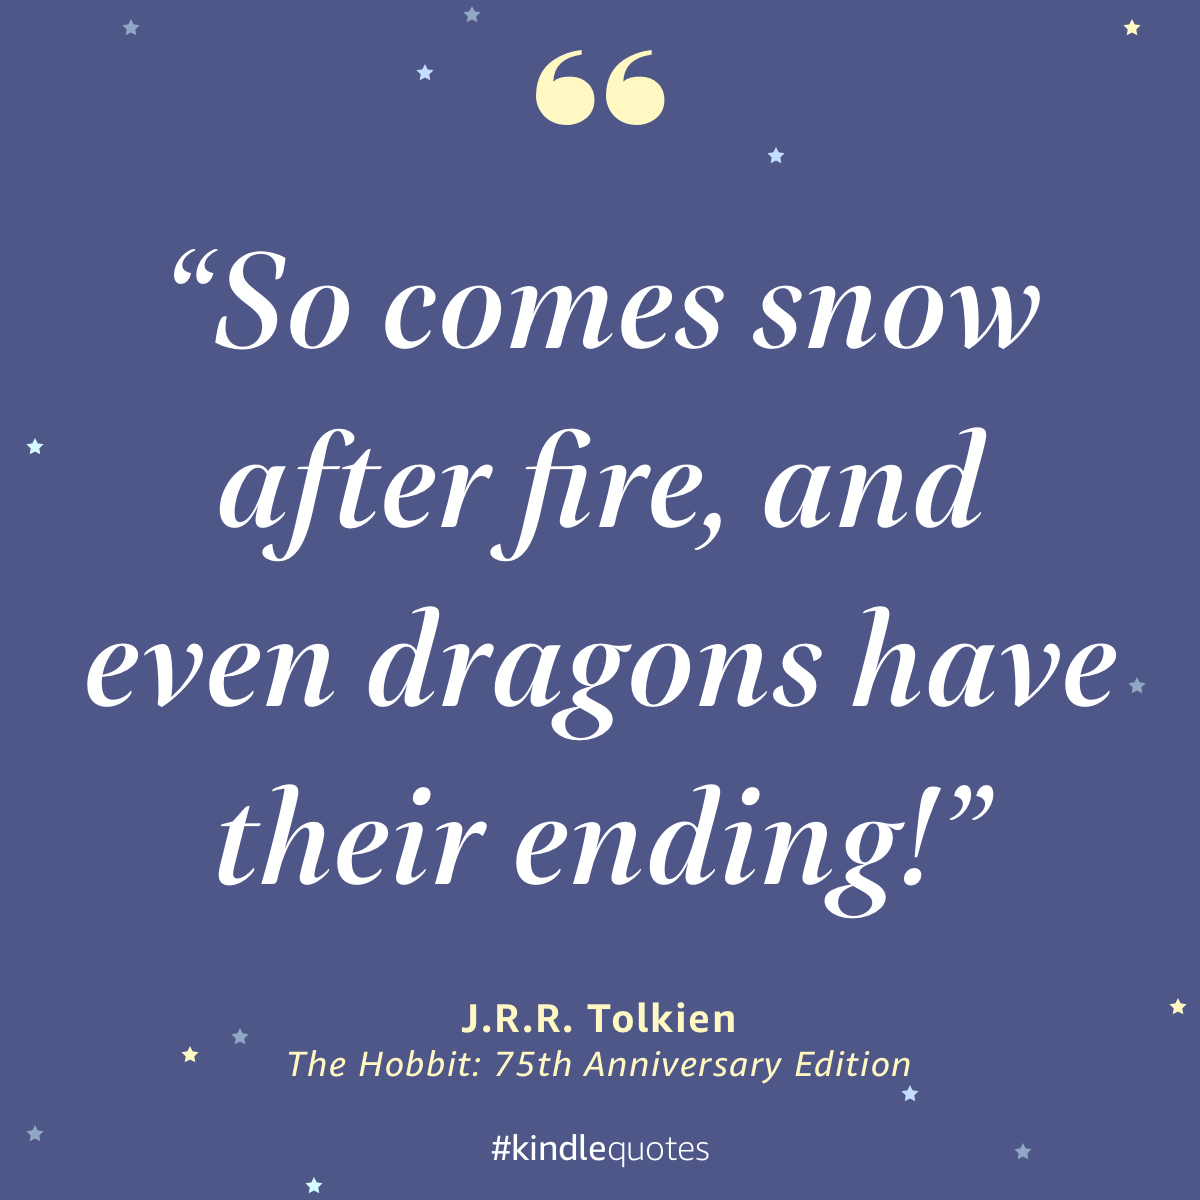 “
“So comes snow
after fire, and
even dragons have
their ending!”
J.R.R. Tolkien
The Hobbit: 75th Anniversary Edition
#kindlequotes